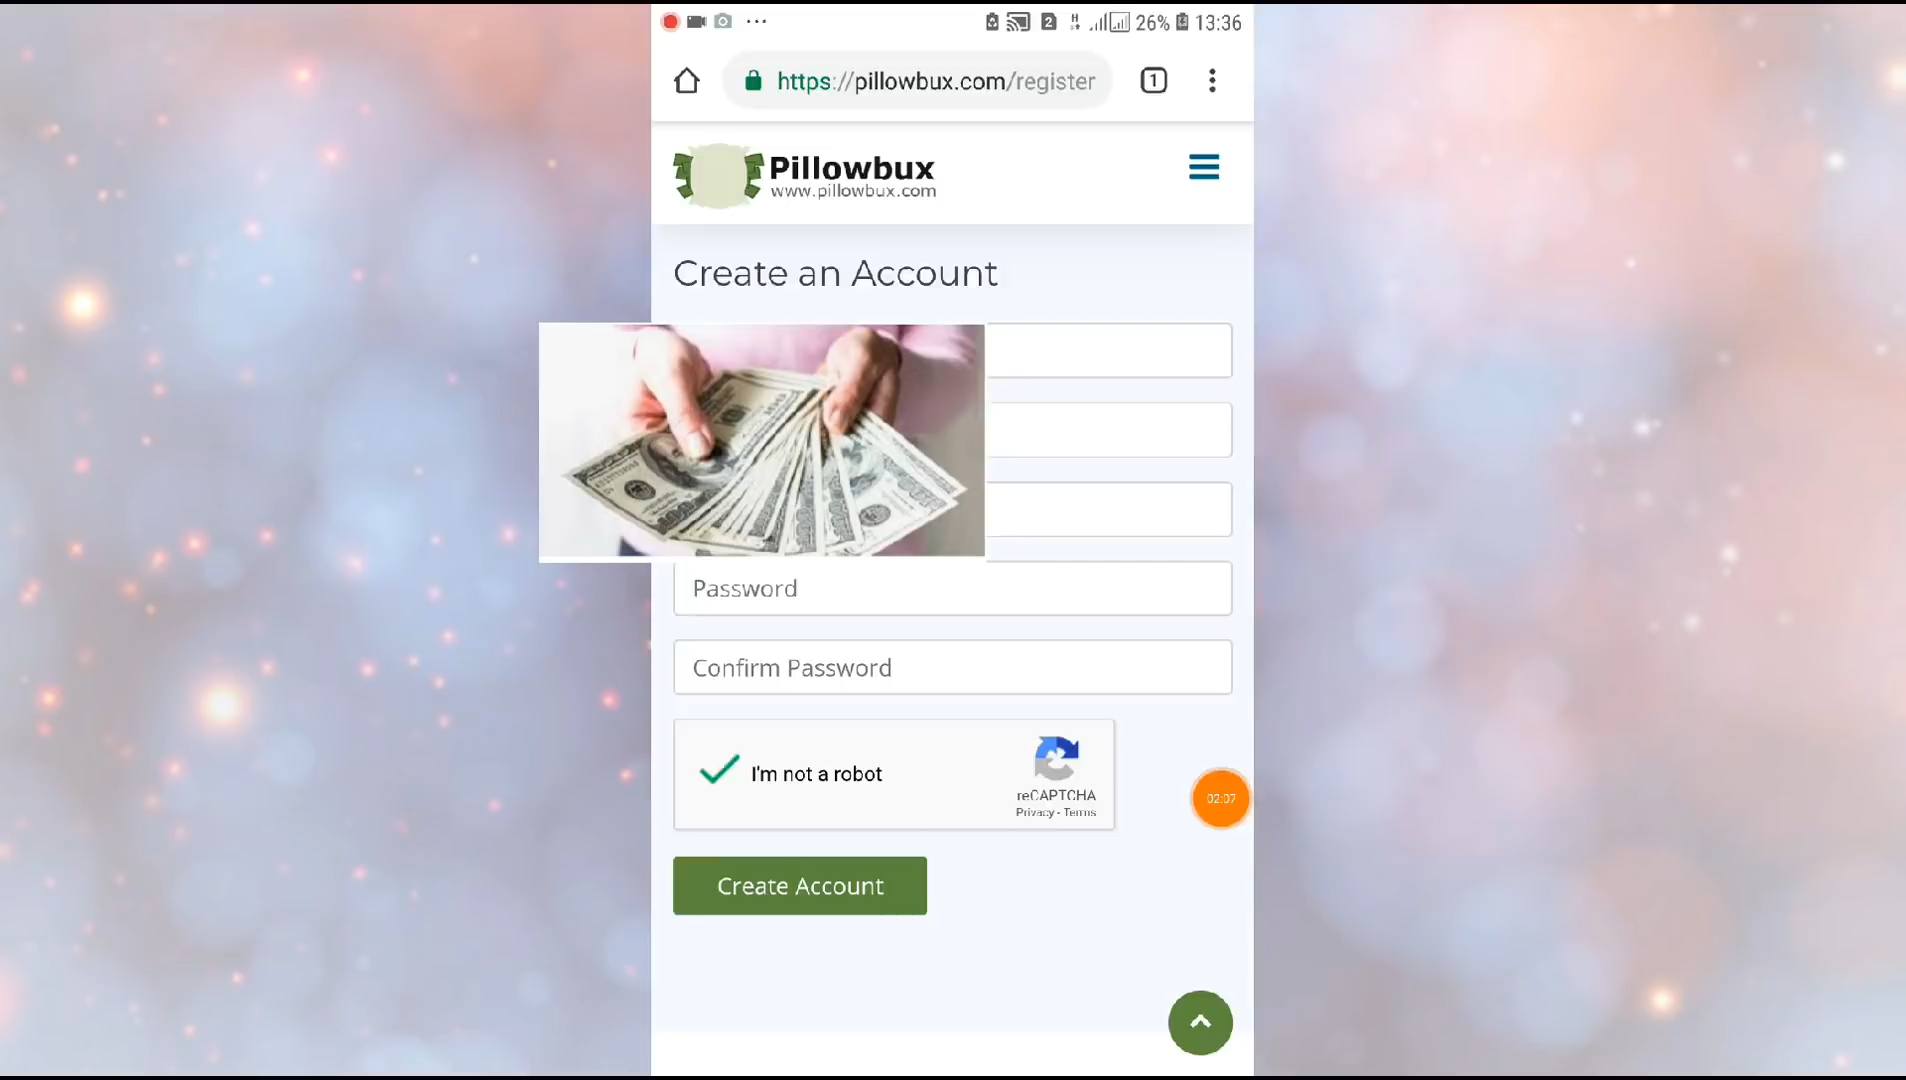 26% 13:36
https://pillowbux.com/register
1
Pillowbux
www.pillowbux.com
Create an Account
Password
Confirm Password
I'm not a robot
reCAPTCHA
Privacy - Terms
02:07
Create Account